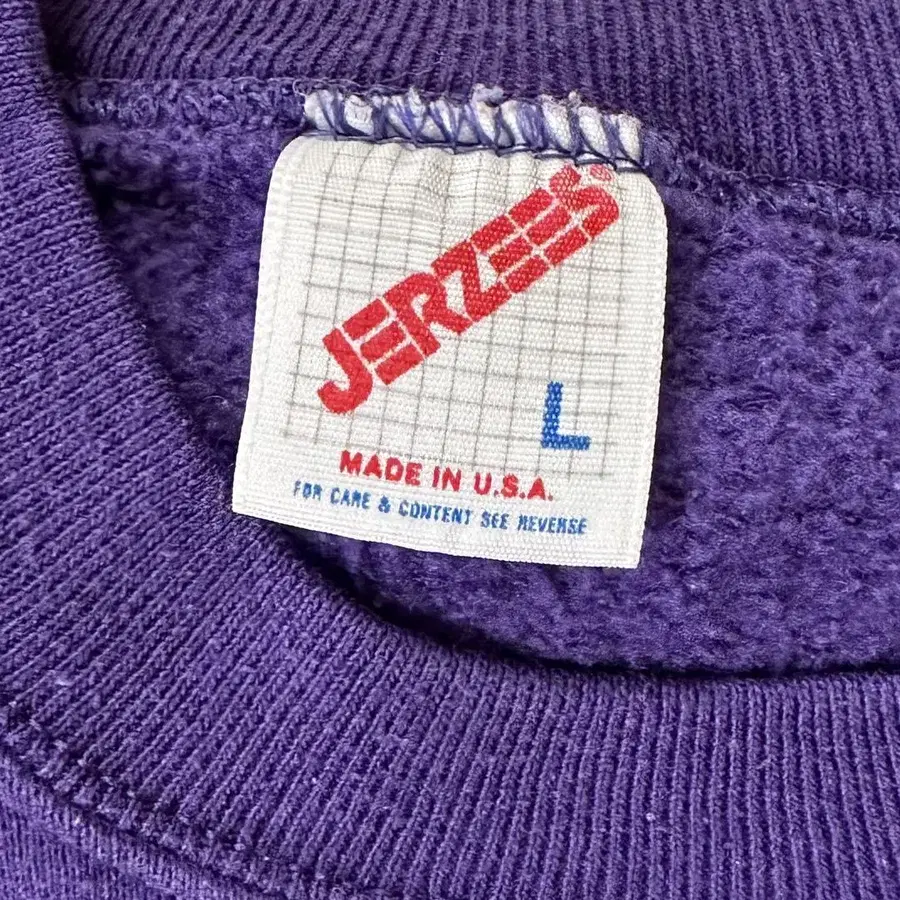 JERZEES®
L
MADE IN U.S.A.
FOR CARE & CONTENT SEE REVERSE